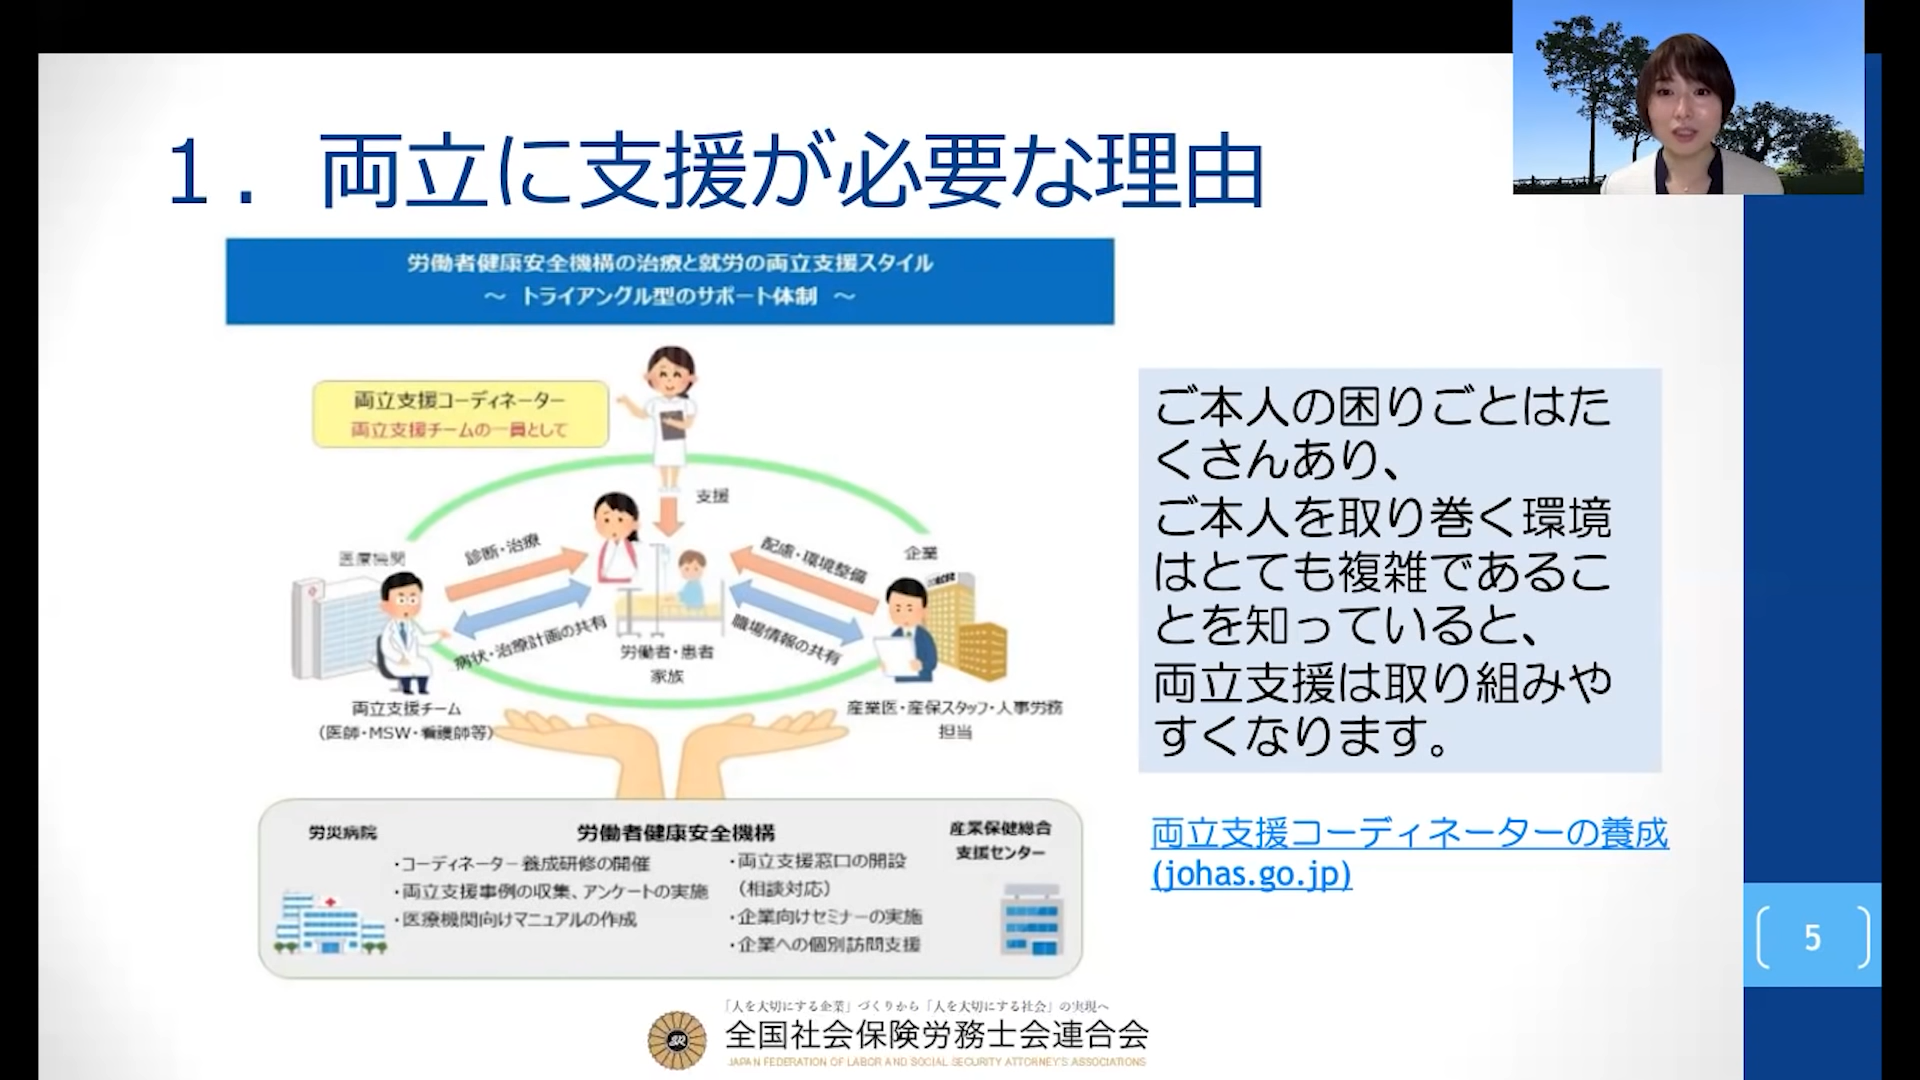 1．両立に支援が必要な理由
労働者健康安全機構の治療と就労の両立支援スタイル
～ トライアングル型のサポート体制 ～
両立支援コーディネーター
両立支援チームの一員として
支援
医療機関
診断・治療
配慮・環境整備
企業
株式会社
病状・治療計画の共有
職場情報の共有
労働者・患者
家族
両立支援チーム
（医師・MSW・看護師等）
産業医・産保スタッフ・人事労務
担当
労災病院
労働者健康安全機構
・コーディネーター養成研修の開催
・両立支援事例の収集、アンケートの実施
・医療機関向けマニュアルの作成
・両立支援窓口の開設
（相談対応）
・企業向けセミナーの実施
・企業への個別訪問支援
産業保健総合
支援センター
ご本人の困りごとはた
くさんあり、
ご本人を取り巻く環境
はとても複雑であるこ
とを知っていると、
両立支援は取り組みや
すくなります。
両立支援コーディネーターの養成
(johas.go.jp)
5
「人を大切にする企業」づくりから「人を大切にする社会」の実現へ
SR
全国社会保険労務士会連合会
JAPAN FEDERATION OF LABOR AND SOCIAL SECURITY ATTORNEY'S ASSOCIATIONS